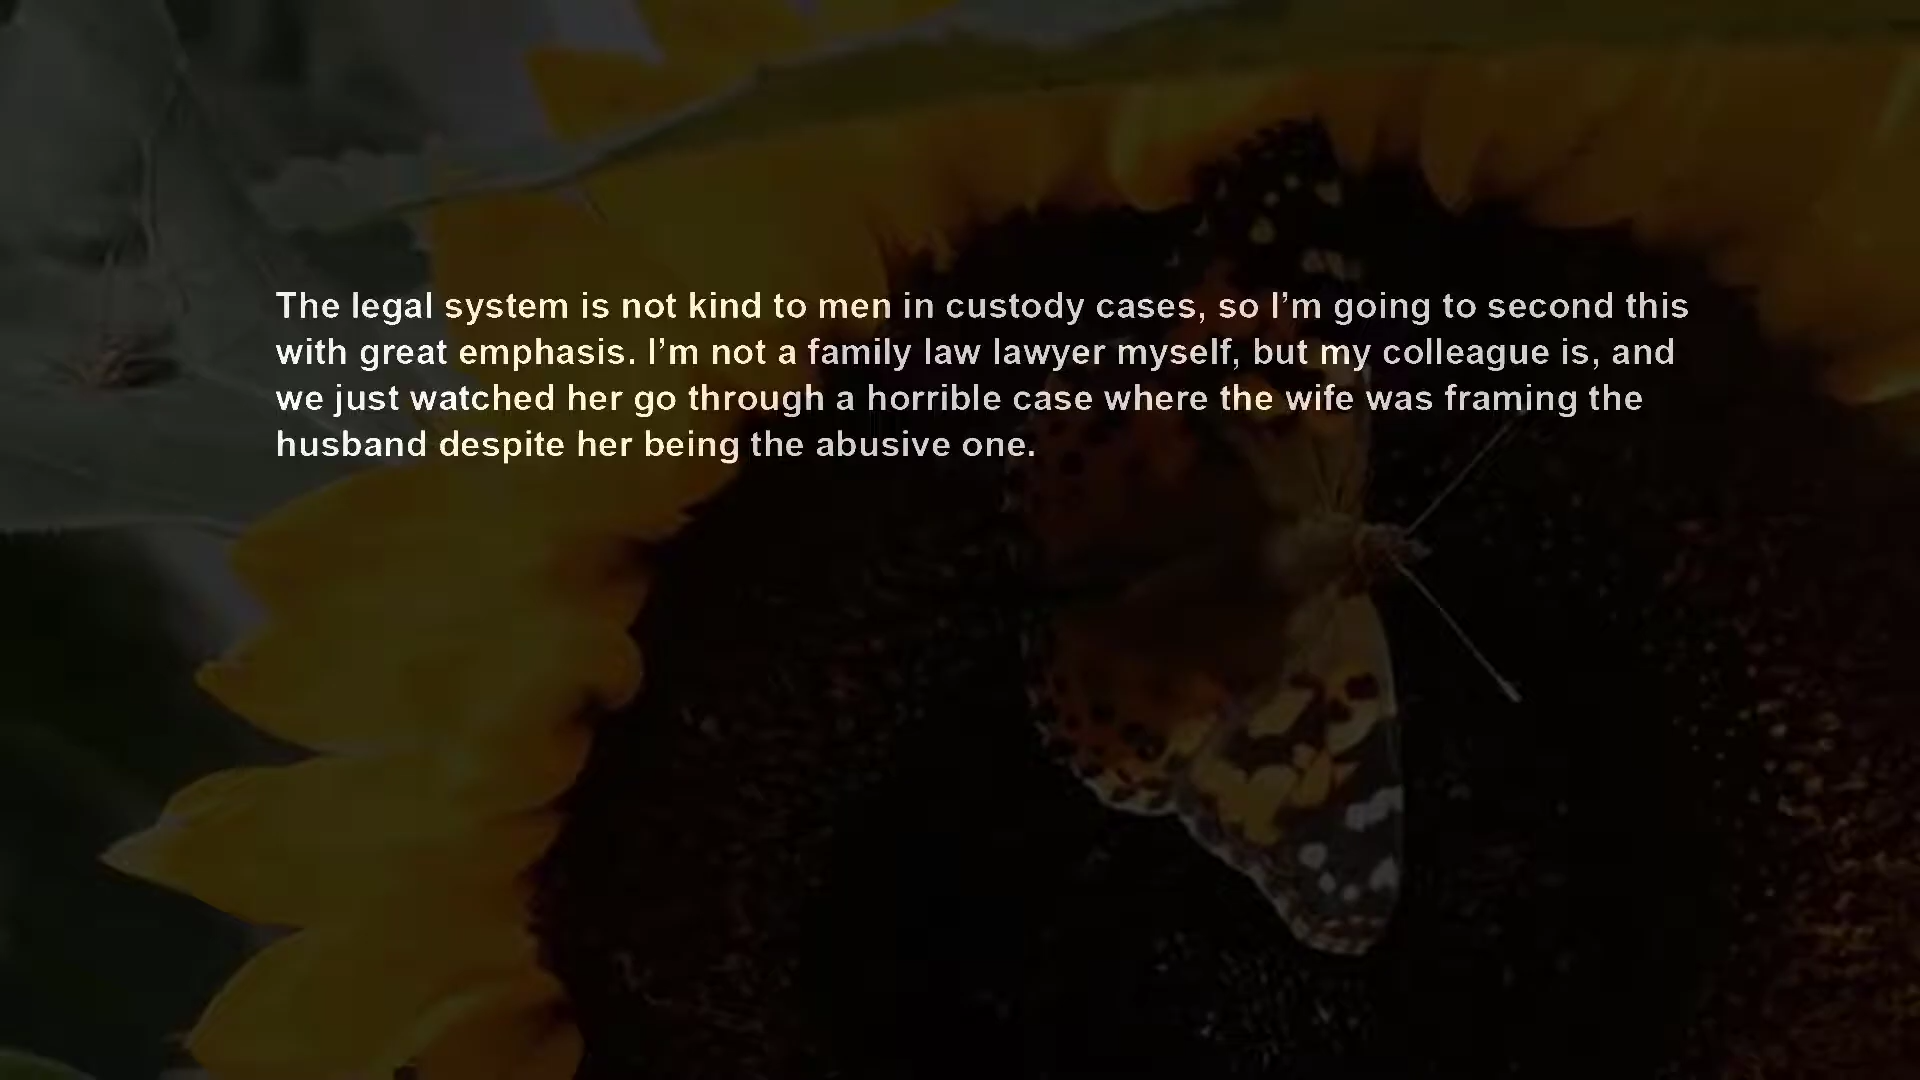 The legal system is not kind to men in custody cases, so I’m going to second this
with great emphasis. I’m not a family law lawyer myself, but my colleague is, and
we just watched her go through a horrible case where the wife was framing the
husband despite her being the abusive one.